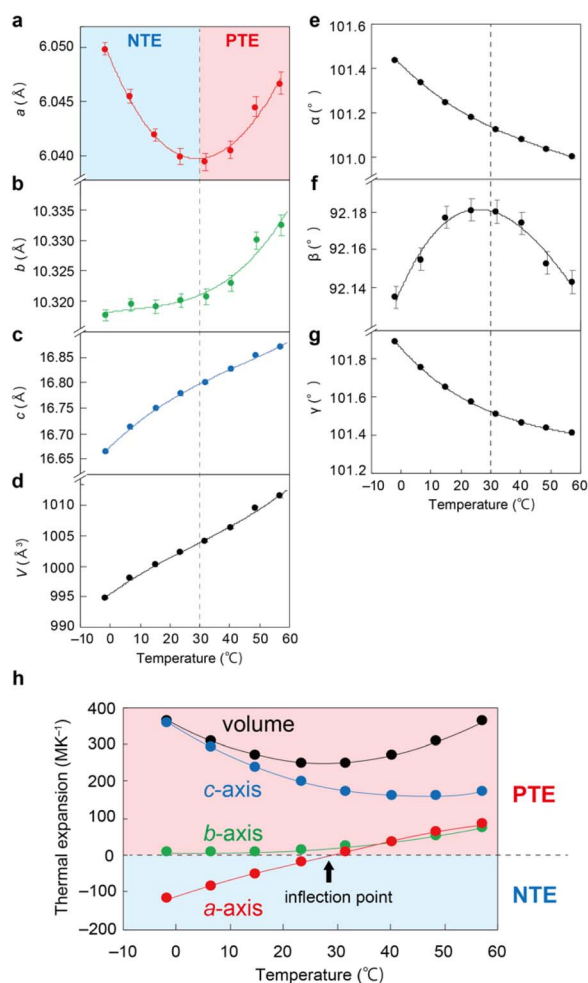 a
NTE
PTE
6.050
6.045
6.040
a (Å)
b
10.335
10.325
10.320
b (Å)
c
16.85
16.80
16.75
16.70
16.65
c (Å)
d
1010
1005
1000
995
990
V (Å³)
–10 0 10 20 30 40 50 60
Temperature (℃)
e
101.6
101.4
101.2
101.0
α (°)
f
92.18
92.16
92.14
β (°)
g
101.8
101.6
101.4
101.2
γ (°)
–10 0 10 20 30 40 50 60
Temperature (℃)
h
400
300
200
100
0
−100
−200
Thermal expansion (MK⁻¹)
volume
c-axis
b-axis
a-axis
inflection point
PTE
NTE
−10 0 10 20 30 40 50 60
Temperature (℃)